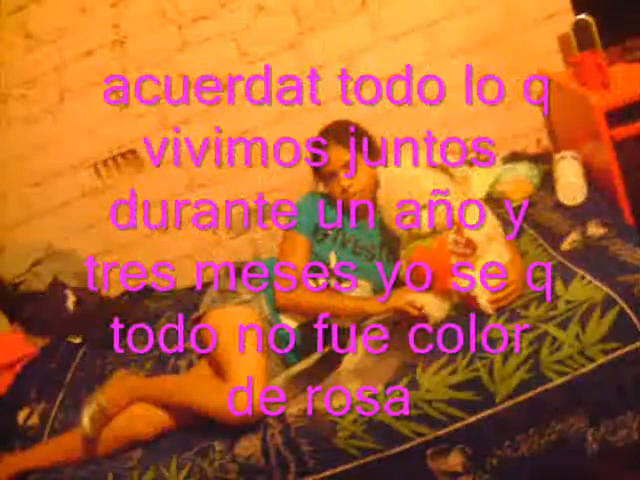 acuerdat todo lo q
vivimos juntos
durante un año y
tres meses yo se q
todo no fue color
de rosa